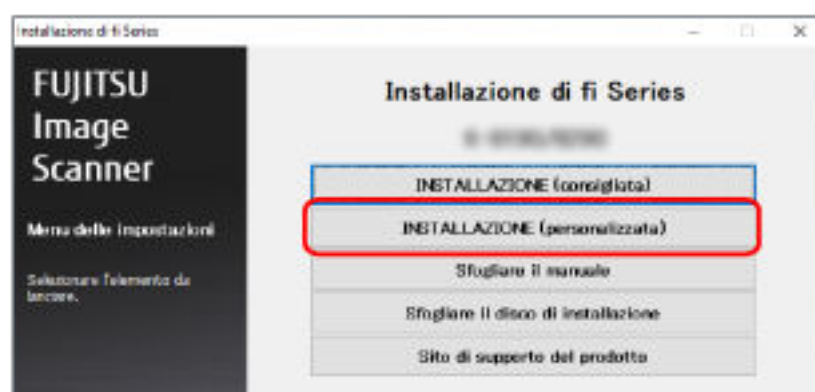 Installazione di fi Series
FUJITSU
Image
Scanner
Menu delle impostazioni
Selezionare l'elemento da
lanciare.
Installazione di fi Series
INSTALLAZIONE (consigliata)
INSTALLAZIONE (personalizzata)
Sfogliare il manuale
Sfogliare il disco di installazione
Sito di supporto del prodotto